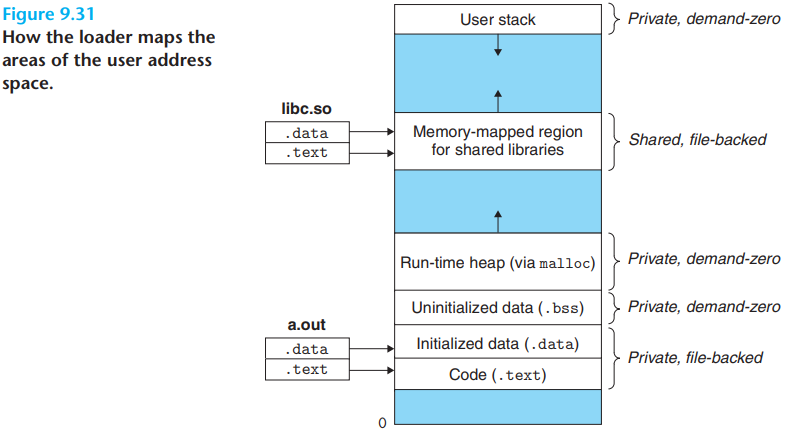 Figure 9.31
How the loader maps the
areas of the user address
space.
User stack
Private, demand-zero
libc.so
.data
.text
Memory-mapped region
for shared libraries
Shared, file-backed
Run-time heap (via malloc)
Private, demand-zero
Uninitialized data (.bss)
Private, demand-zero
a.out
.data
.text
Initialized data (.data)
Code (.text)
Private, file-backed
0